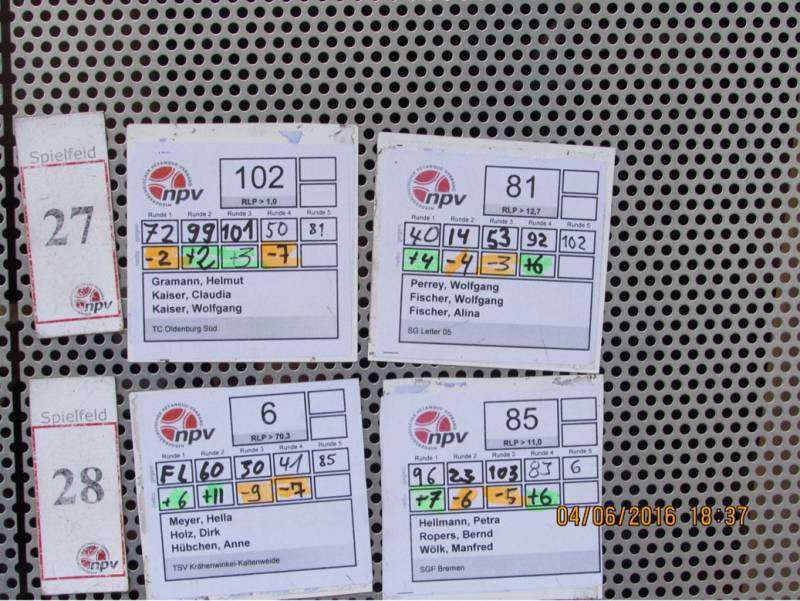 Spielfeld
27
npv
npv
102
RLP > 1,0
Runde 1 Runde 2 Runde 3 Runde 4 Runde 5
72 99 101 50 81
-2 +2 +3 -7
Gramann, Helmut
Kaiser, Claudia
Kaiser, Wolfgang
TC Oldenburg Süd
npv
81
RLP > 12,7
Runde 1 Runde 2 Runde 3 Runde 4 Runde 5
40 14 53 92 102
+4 -4 -3 +6
Perrey, Wolfgang
Fischer, Wolfgang
Fischer, Alina
SG Letter 05
Spielfeld
28
npv
npv
6
RLP > 70,3
Runde 1 Runde 2 Runde 3 Runde 4 Runde 5
FL 60 30 41 85
+6 +11 -9 -7
Meyer, Hella
Holz, Dirk
Hübchen, Anne
TSV Krähenwinkel-Kaltenweide
npv
85
RLP > 11,0
Runde 1 Runde 2 Runde 3 Runde 4 Runde 5
96 23 103 83 6
+7 -6 -5 +6
Hellmann, Petra
Ropers, Bernd
Wölk, Manfred
SGF Bremen
04/06/2016 18:37